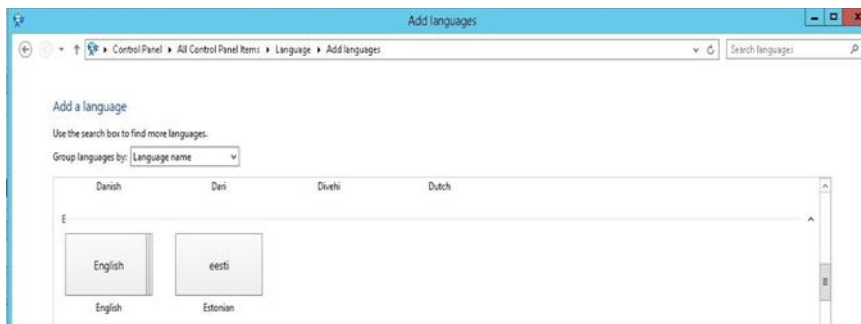 Add languages
Control Panel ▸ All Control Panel Items ▸ Language ▸ Add languages
Search languages
Add a language
Use the search box to find more languages.
Group languages by: Language name
Danish Dari Divehi Dutch
E
English eesti
English Estonian